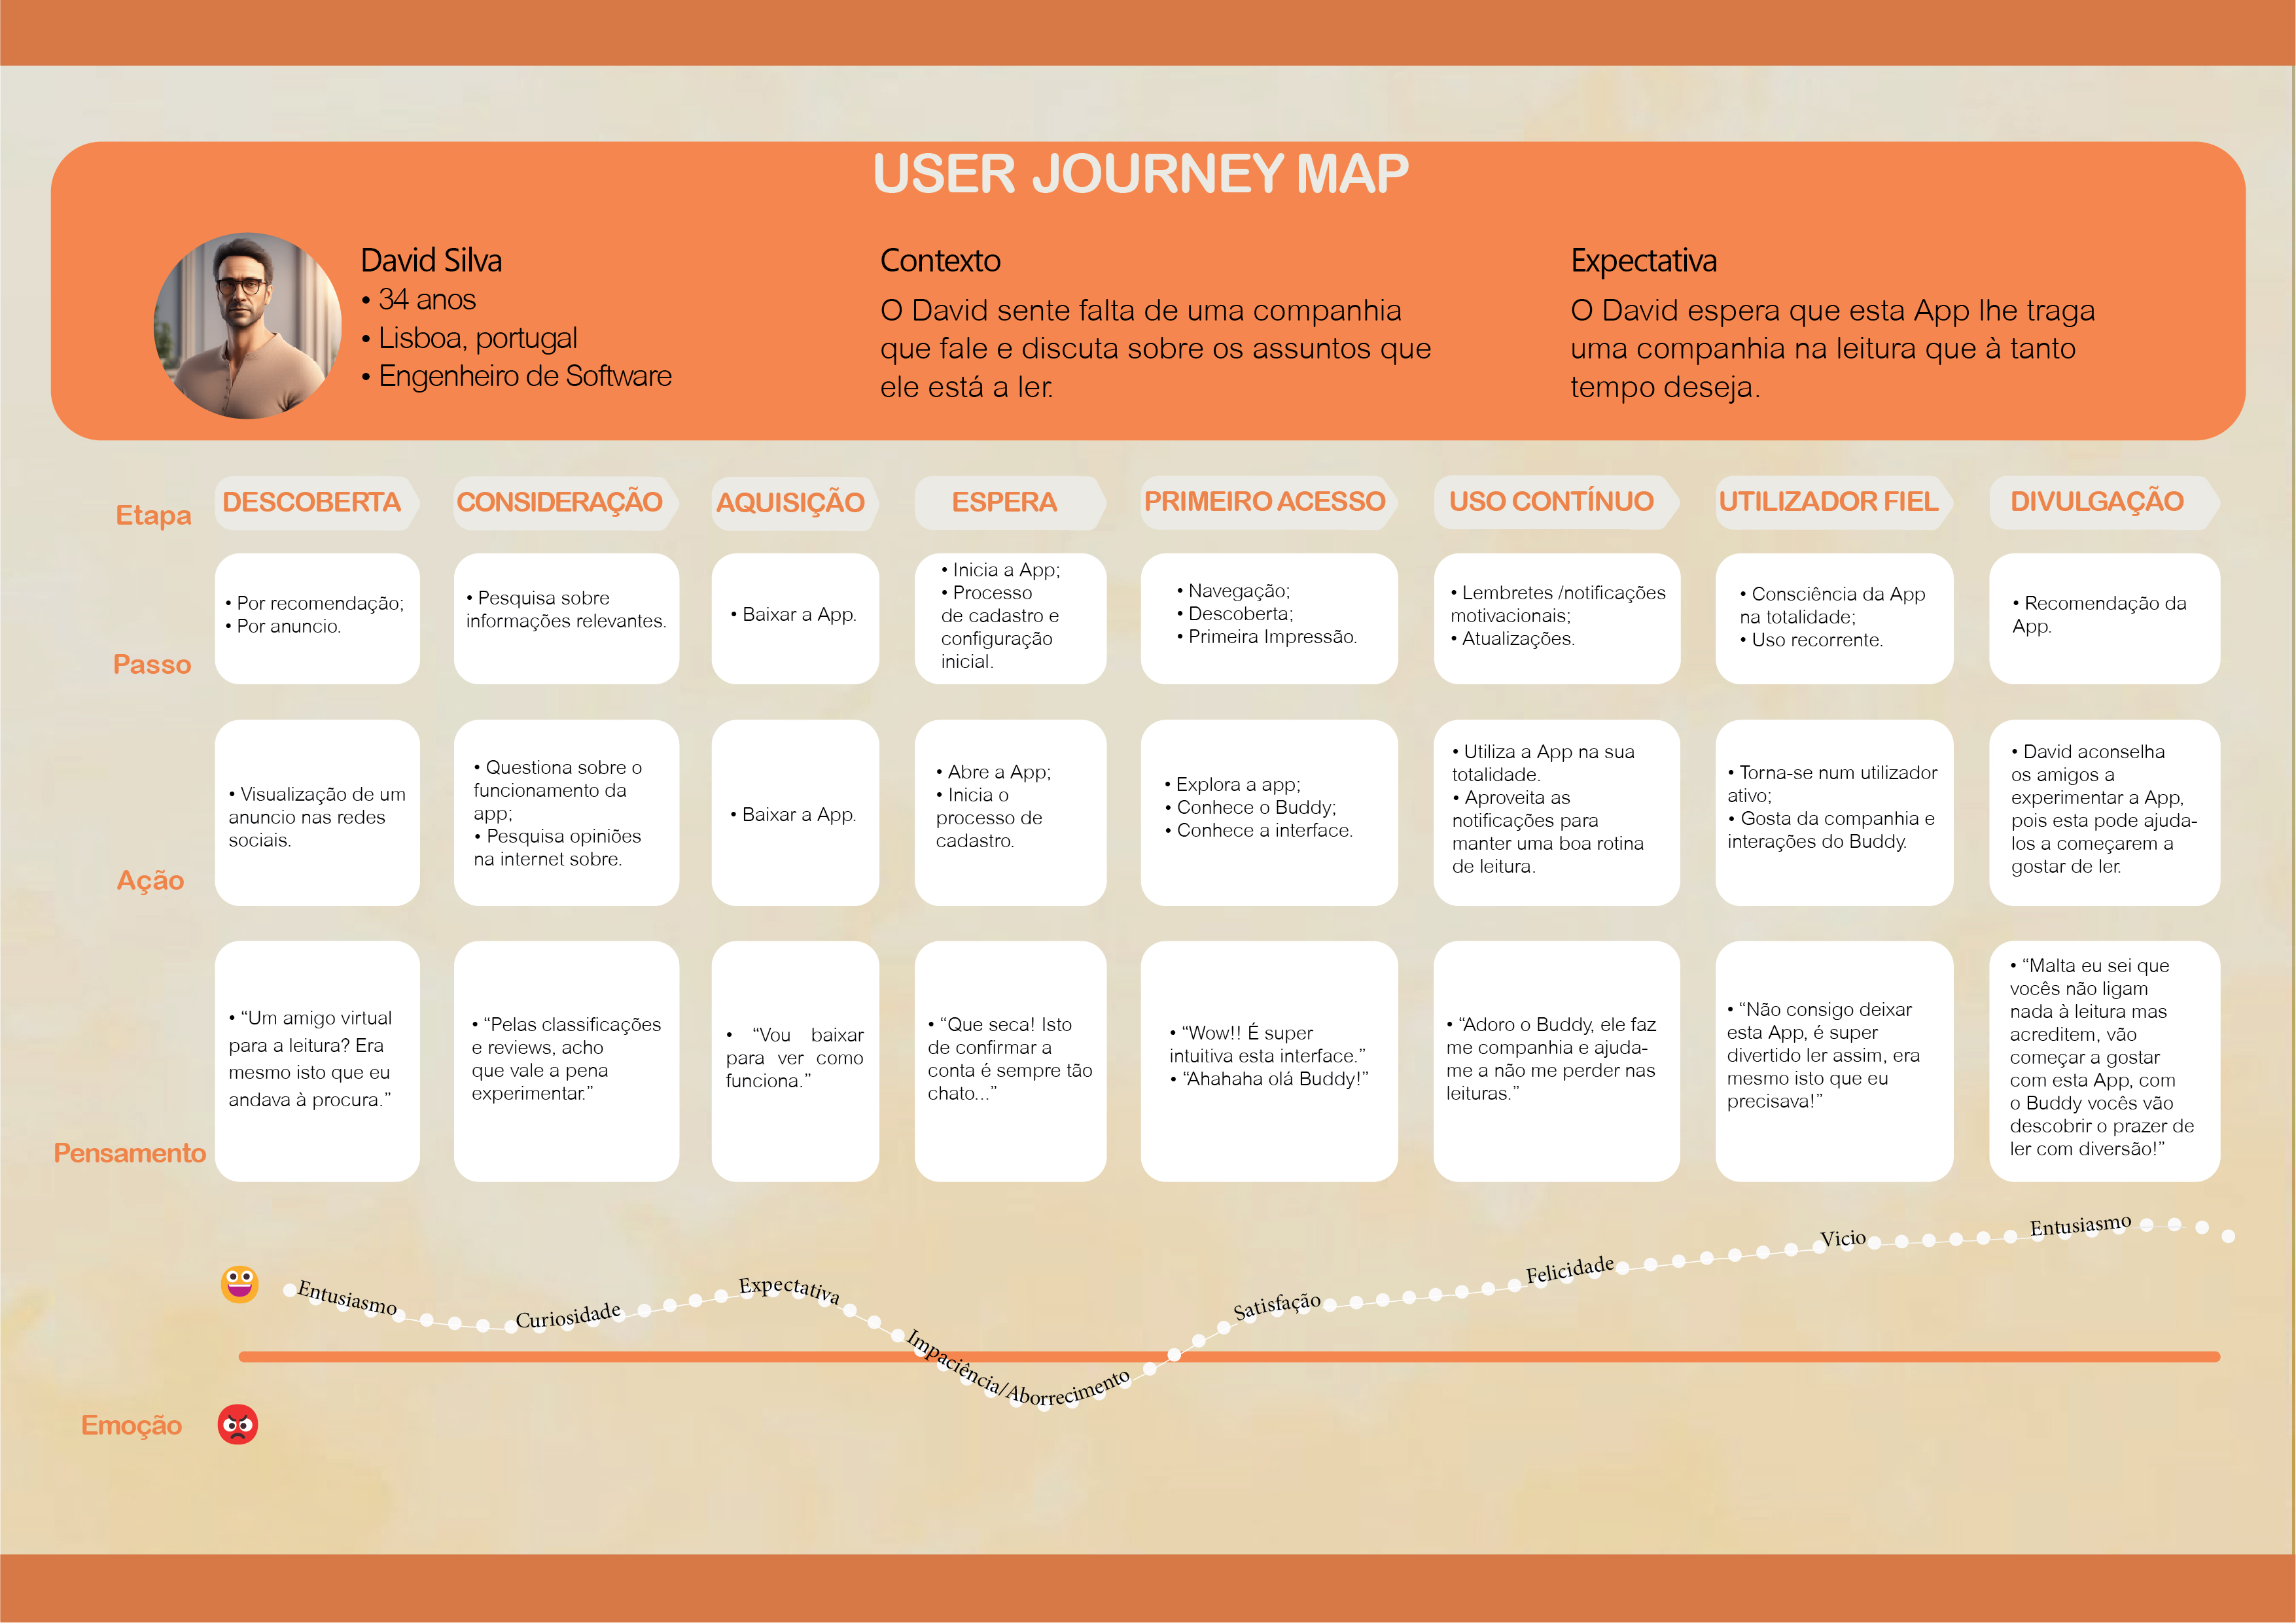 USER JOURNEY MAP
David Silva
• 34 anos
• Lisboa, portugal
• Engenheiro de Software
Contexto
O David sente falta de uma companhia
que fale e discuta sobre os assuntos que
ele está a ler.
Expectativa
O David espera que esta App lhe traga
uma companhia na leitura que à tanto
tempo deseja.
Etapa
DESCOBERTA
CONSIDERAÇÃO
AQUISIÇÃO
ESPERA
PRIMEIRO ACESSO
USO CONTÍNUO
UTILIZADOR FIEL
DIVULGAÇÃO
Passo
• Por recomendação;
• Por anuncio.
• Pesquisa sobre
informações relevantes.
• Baixar a App.
• Inicia a App;
• Processo
de cadastro e
configuração
inicial.
• Navegação;
• Descoberta;
• Primeira Impressão.
• Lembretes /notificações
motivacionais;
• Atualizações.
• Consciência da App
na totalidade;
• Uso recorrente.
• Recomendação da
App.
Ação
• Visualização de um
anuncio nas redes
sociais.
• Questiona sobre o
funcionamento da
app;
• Pesquisa opiniões
na internet sobre.
• Baixar a App.
• Abre a App;
• Inicia o
processo de
cadastro.
• Explora a app;
• Conhece o Buddy;
• Conhece a interface.
• Utiliza a App na sua
totalidade.
• Aproveita as
notificações para
manter uma boa rotina
de leitura.
• Torna-se num utilizador
ativo;
• Gosta da companhia e
interações do Buddy.
• David aconselha
os amigos a
experimentar a App,
pois esta pode ajuda-
los a começarem a
gostar de ler.
Pensamento
• “Um amigo virtual
para a leitura? Era
mesmo isto que eu
andava à procura.”
• “Pelas classificações
e reviews, acho
que vale a pena
experimentar.”
• “Vou baixar
para ver como
funciona.”
• “Que seca! Isto
de confirmar a
conta é sempre tão
chato...”
• “Wow!! É super
intuitiva esta interface.”
• “Ahahaha olá Buddy!”
• “Adoro o Buddy, ele faz
me companhia e ajuda-
me a não me perder nas
leituras.”
• “Não consigo deixar
esta App, é super
divertido ler assim, era
mesmo isto que eu
precisava!”
• “Malta eu sei que
vocês não ligam
nada à leitura mas
acreditem, vão
começar a gostar
com esta App, com
o Buddy vocês vão
descobrir o prazer de
ler com diversão!”
Emoção
Entusiasmo
Curiosidade
Expectativa
Impaciência/Aborrecimento
Satisfação
Felicidade
Vicio
Entusiasmo